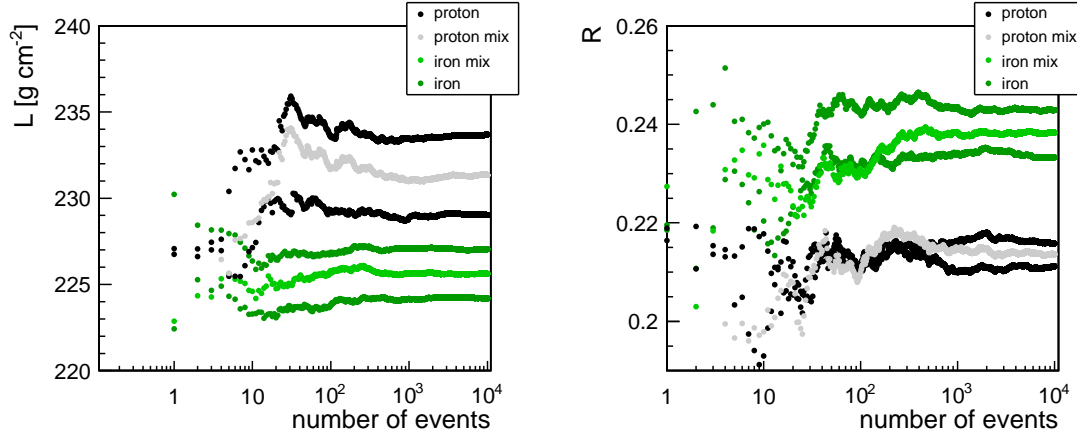 L [g cm⁻²]
240
235
230
225
220
1
10
10²
10³
10⁴
number of events
proton
proton mix
iron mix
iron
R
0.26
0.24
0.22
0.2
1
10
10²
10³
10⁴
number of events
proton
proton mix
iron mix
iron